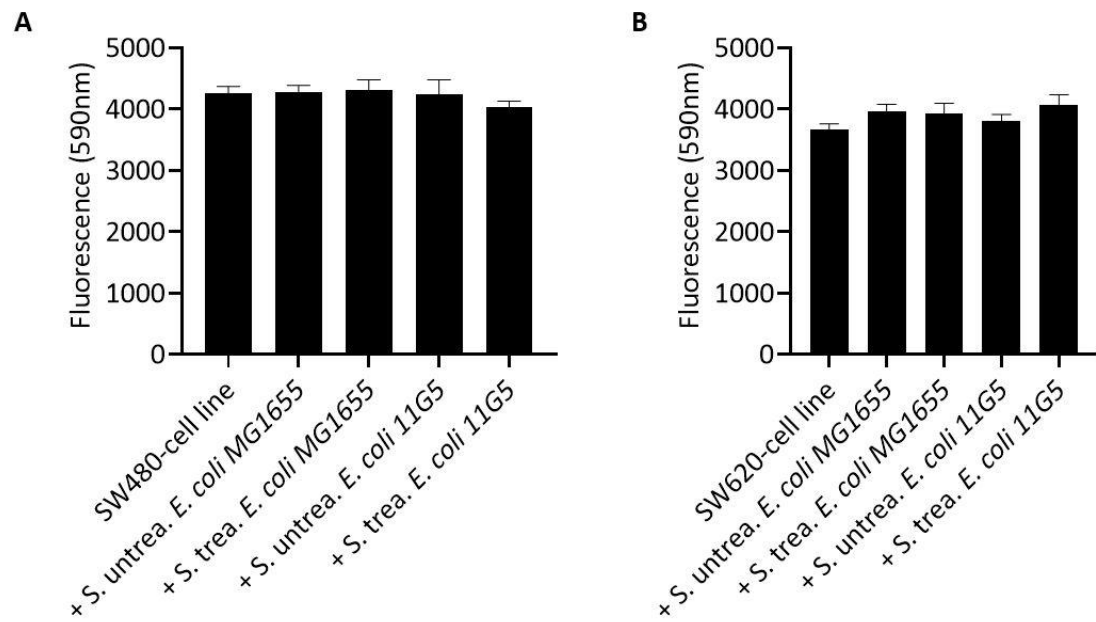 A
Fluorescence (590nm)
5000
4000
3000
2000
1000
0
SW480-cell line
+ S. untrea. E. coli MG1655
+ S. trea. E. coli MG1655
+ S. untrea. E. coli 11G5
+ S. trea. E. coli 11G5
B
Fluorescence (590nm)
5000
4000
3000
2000
1000
0
SW620-cell line
+ S. untrea. E. coli MG1655
+ S. trea. E. coli MG1655
+ S. untrea. E. coli 11G5
+ S. trea. E. coli 11G5